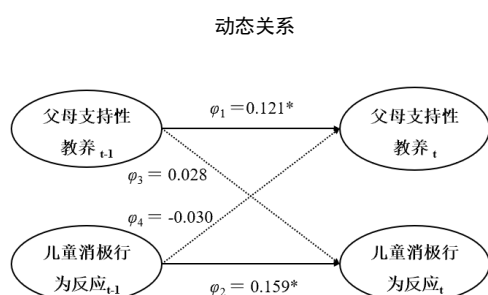 动态关系
父母支持性
教养 t-1
φ1＝0.121*
父母支持性
教养 t
φ3＝ 0.028
φ4＝ -0.030
儿童消极行
为反应t-1
φ2＝ 0.159*
儿童消极行
为反应t